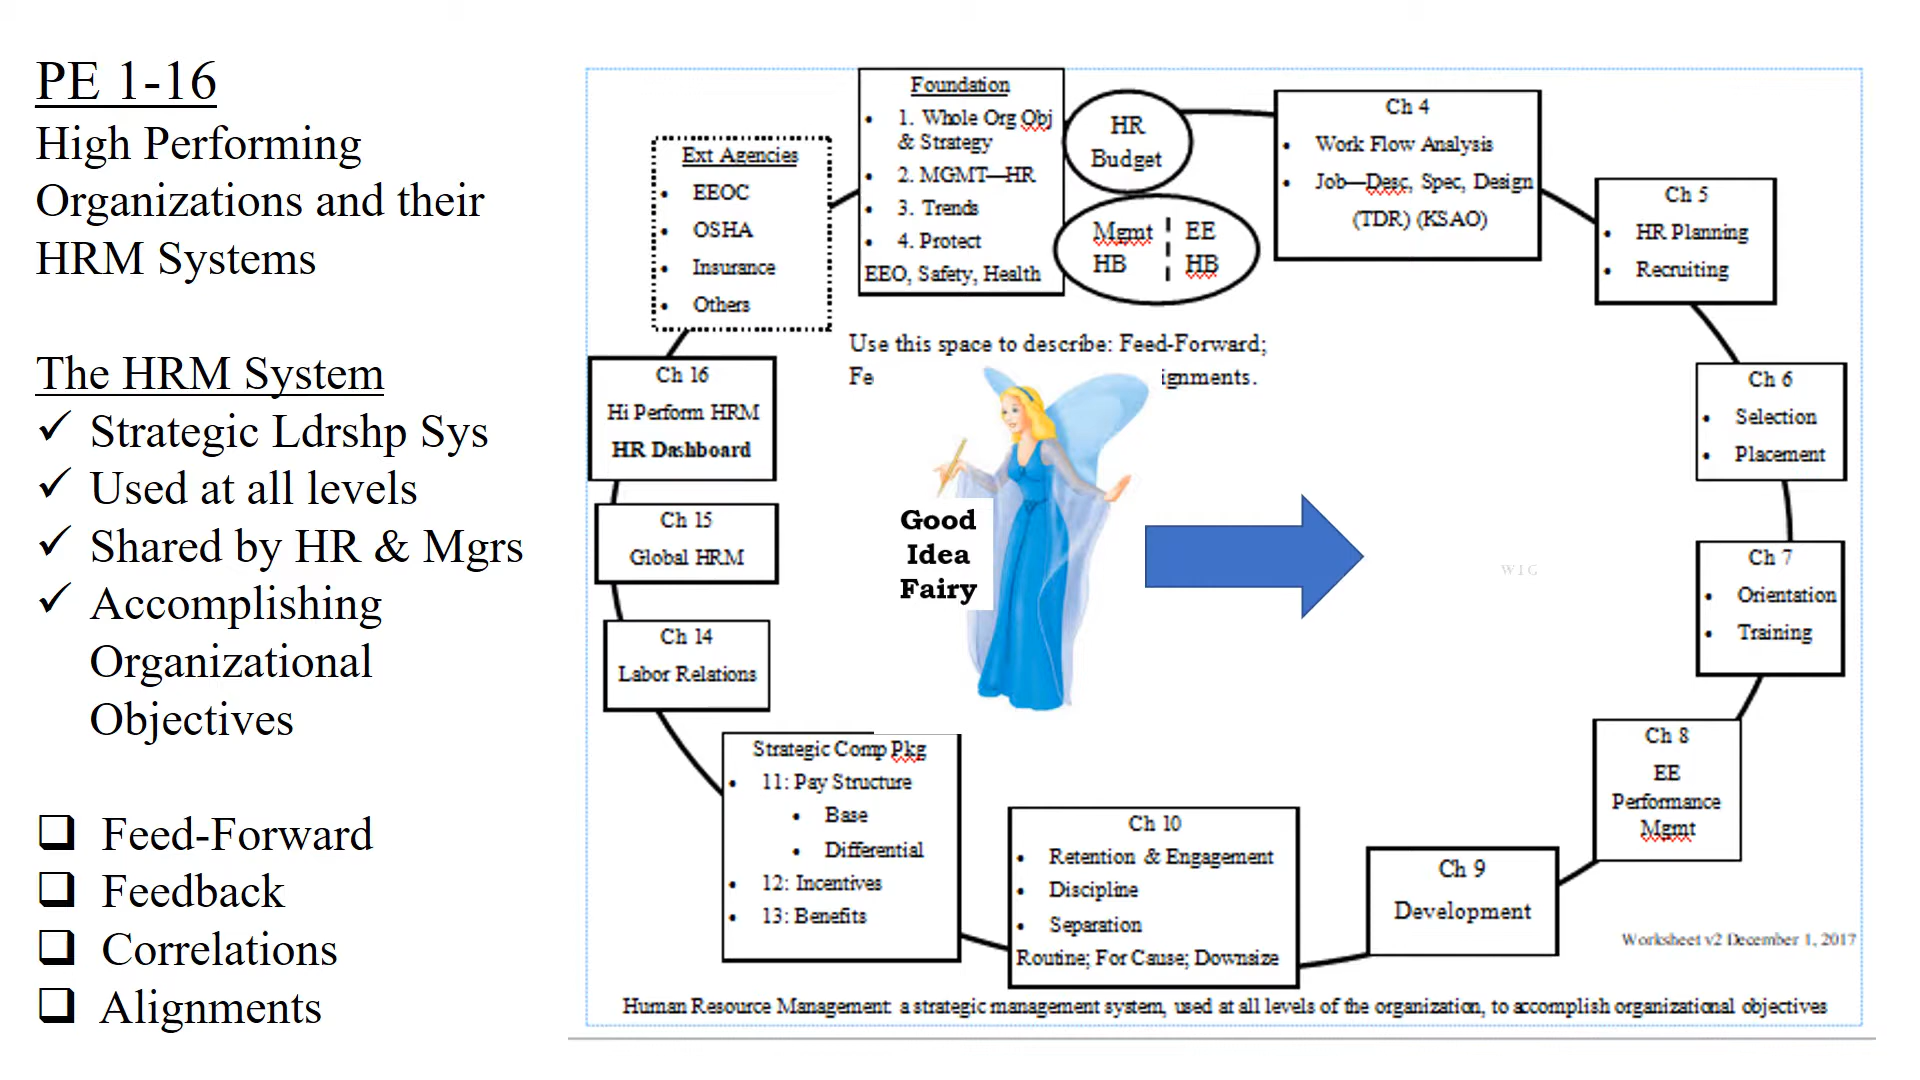 PE 1-16
High Performing
Organizations and their
HRM Systems
The HRM System
✓ Strategic Ldrshp Sys
✓ Used at all levels
✓ Shared by HR & Mgrs
✓ Accomplishing
Organizational
Objectives
❑ Feed-Forward
❑ Feedback
❑ Correlations
❑ Alignments
Ext Agencies
• EEOC
• OSHA
• Insurance
• Others
Foundation
• 1. Whole Org Obj
& Strategy
• 2. MGMT—HR
• 3. Trends
• 4. Protect
EEO, Safety, Health
HR
Budget
Mgmt ¦ EE
HB ¦ HB
Ch 4
• Work Flow Analysis
• Job—Desc, Spec, Design
(TDR) (KSAO)
Ch 5
• HR Planning
• Recruiting
Ch 6
• Selection
• Placement
Ch 7
• Orientation
• Training
Ch 8
EE
Performance
Mgmt
Ch 9
Development
Ch 10
• Retention & Engagement
• Discipline
• Separation
Routine; For Cause; Downsize
Strategic Comp Pkg
• 11: Pay Structure
• Base
• Differential
• 12: Incentives
• 13: Benefits
Ch 14
Labor Relations
Ch 15
Global HRM
Ch 16
Hi Perform HRM
HR Dashboard
Use this space to describe: Feed-Forward;
Fe ignments.
Good
Idea
Fairy
WIG
Worksheet v2 December 1, 2017
Human Resource Management: a strategic management system, used at all levels of the organization, to accomplish organizational objectives